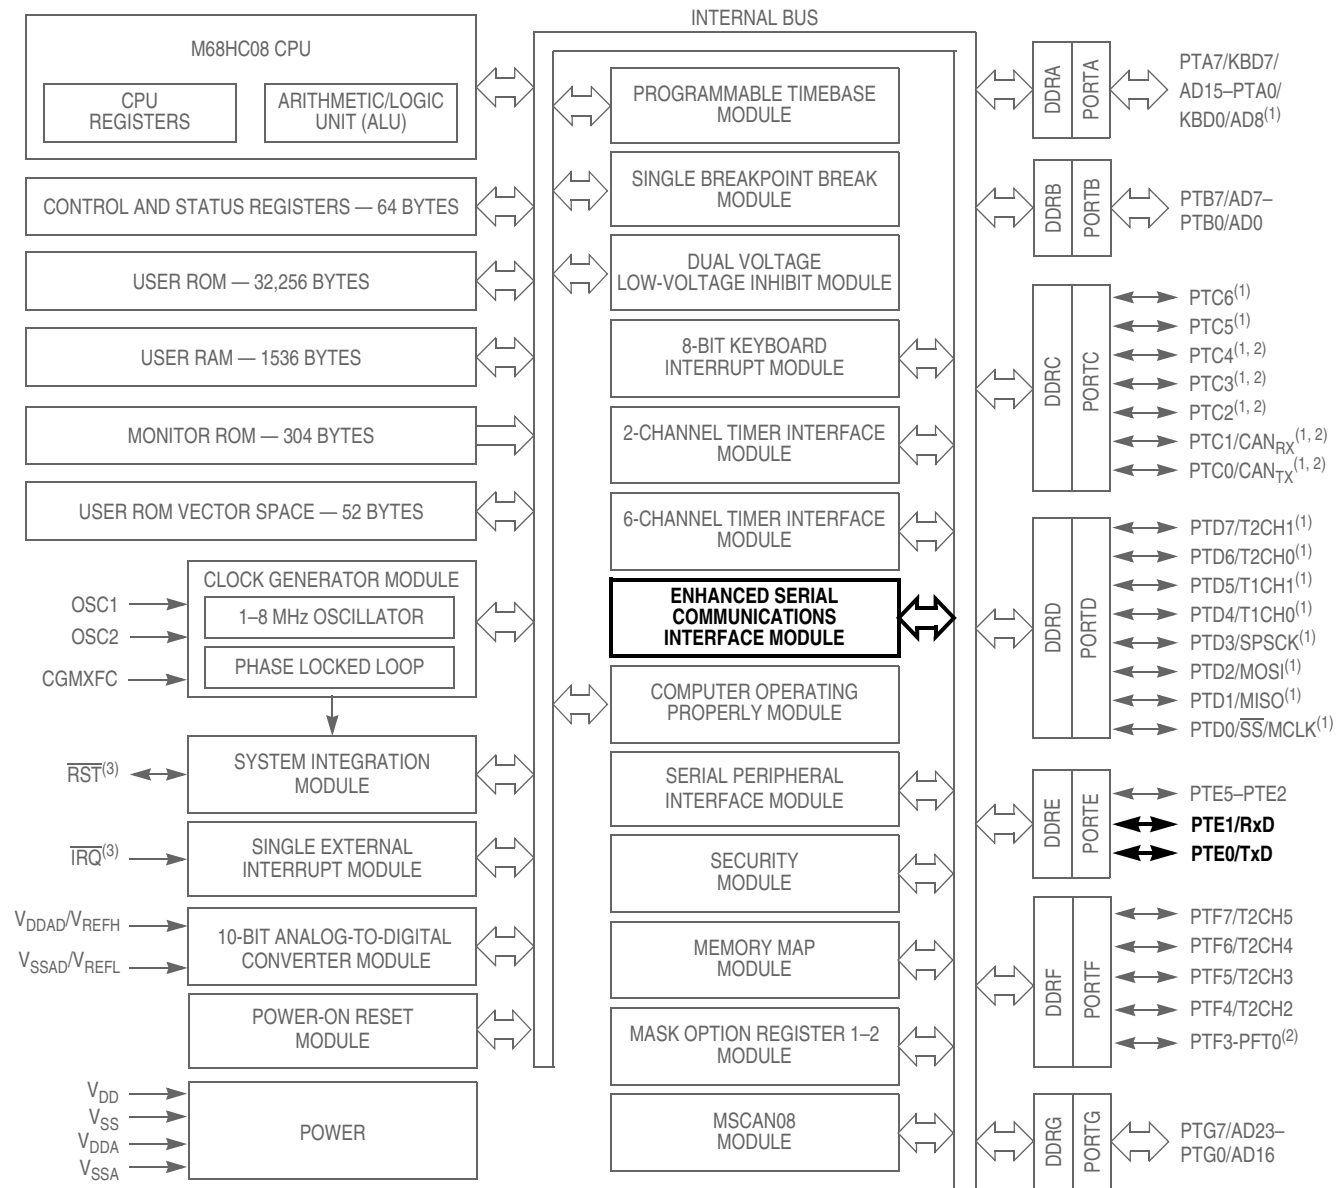 INTERNAL BUS
M68HC08 CPU
CPU
REGISTERS
ARITHMETIC/LOGIC
UNIT (ALU)
CONTROL AND STATUS REGISTERS — 64 BYTES
USER ROM — 32,256 BYTES
USER RAM — 1536 BYTES
MONITOR ROM — 304 BYTES
USER ROM VECTOR SPACE — 52 BYTES
CLOCK GENERATOR MODULE
1–8 MHz OSCILLATOR
PHASE LOCKED LOOP
OSC1
OSC2
CGMXFC
SYSTEM INTEGRATION
MODULE
RST(3)
SINGLE EXTERNAL
INTERRUPT MODULE
IRQ(3)
10-BIT ANALOG-TO-DIGITAL
CONVERTER MODULE
VDDAD/VREFH
VSSAD/VREFL
POWER-ON RESET
MODULE
POWER
VDD
VSS
VDDA
VSSA
PROGRAMMABLE TIMEBASE
MODULE
SINGLE BREAKPOINT BREAK
MODULE
DUAL VOLTAGE
LOW-VOLTAGE INHIBIT MODULE
8-BIT KEYBOARD
INTERRUPT MODULE
2-CHANNEL TIMER INTERFACE
MODULE
6-CHANNEL TIMER INTERFACE
MODULE
ENHANCED SERIAL
COMMUNICATIONS
INTERFACE MODULE
COMPUTER OPERATING
PROPERLY MODULE
SERIAL PERIPHERAL
INTERFACE MODULE
SECURITY
MODULE
MEMORY MAP
MODULE
MASK OPTION REGISTER 1–2
MODULE
MSCAN08
MODULE
DDRA
PORTA
PTA7/KBD7/
AD15–PTA0/
KBD0/AD8(1)
DDRB
PORTB
PTB7/AD7–
PTB0/AD0
DDRC
PORTC
PTC6(1)
PTC5(1)
PTC4(1, 2)
PTC3(1, 2)
PTC2(1, 2)
PTC1/CANRX(1, 2)
PTC0/CANTX(1, 2)
DDRD
PORTD
PTD7/T2CH1(1)
PTD6/T2CH0(1)
PTD5/T1CH1(1)
PTD4/T1CH0(1)
PTD3/SPSCK(1)
PTD2/MOSI(1)
PTD1/MISO(1)
PTD0/SS/MCLK(1)
DDRE
PORTE
PTE5–PTE2
PTE1/RxD
PTE0/TxD
DDRF
PORTF
PTF7/T2CH5
PTF6/T2CH4
PTF5/T2CH3
PTF4/T2CH2
PTF3-PFT0(2)
DDRG
PORTG
PTG7/AD23–
PTG0/AD16